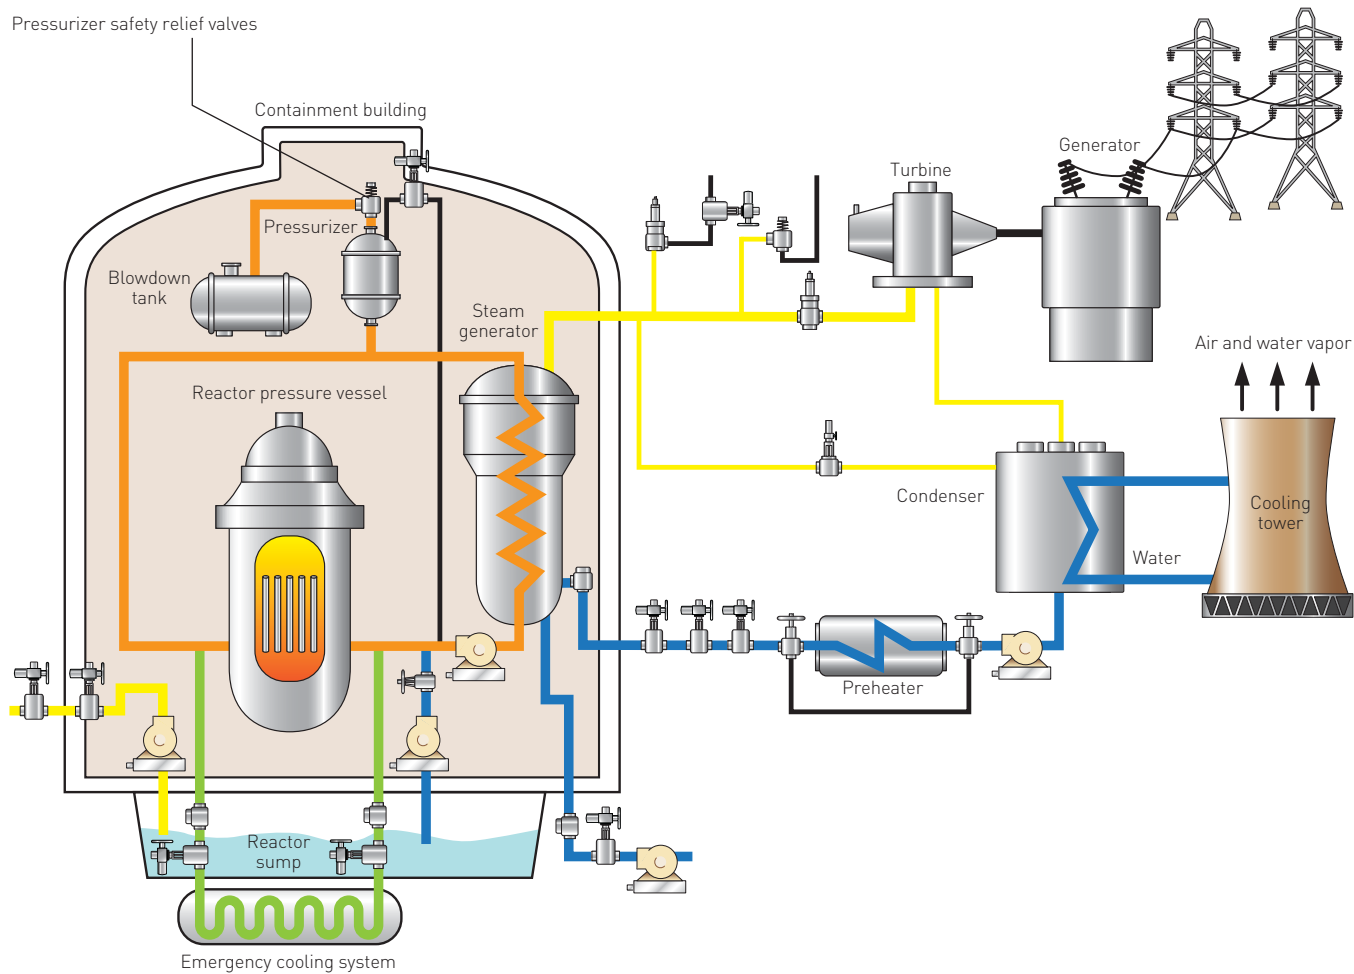 Pressurizer safety relief valves
Containment building
Generator
Turbine
Pressurizer
Blowdown
tank
Steam
generator
Air and water vapor
Reactor pressure vessel
Condenser
Cooling
tower
Water
Preheater
Reactor
sump
Emergency cooling system